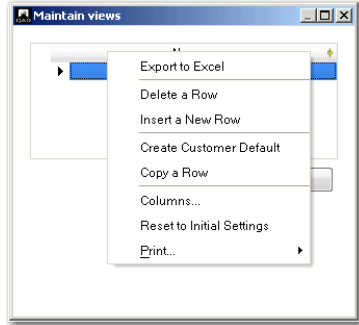 QAD Maintain views
Export to Excel
Delete a Row
Insert a New Row
Create Customer Default
Copy a Row
Columns...
Reset to Initial Settings
Print...